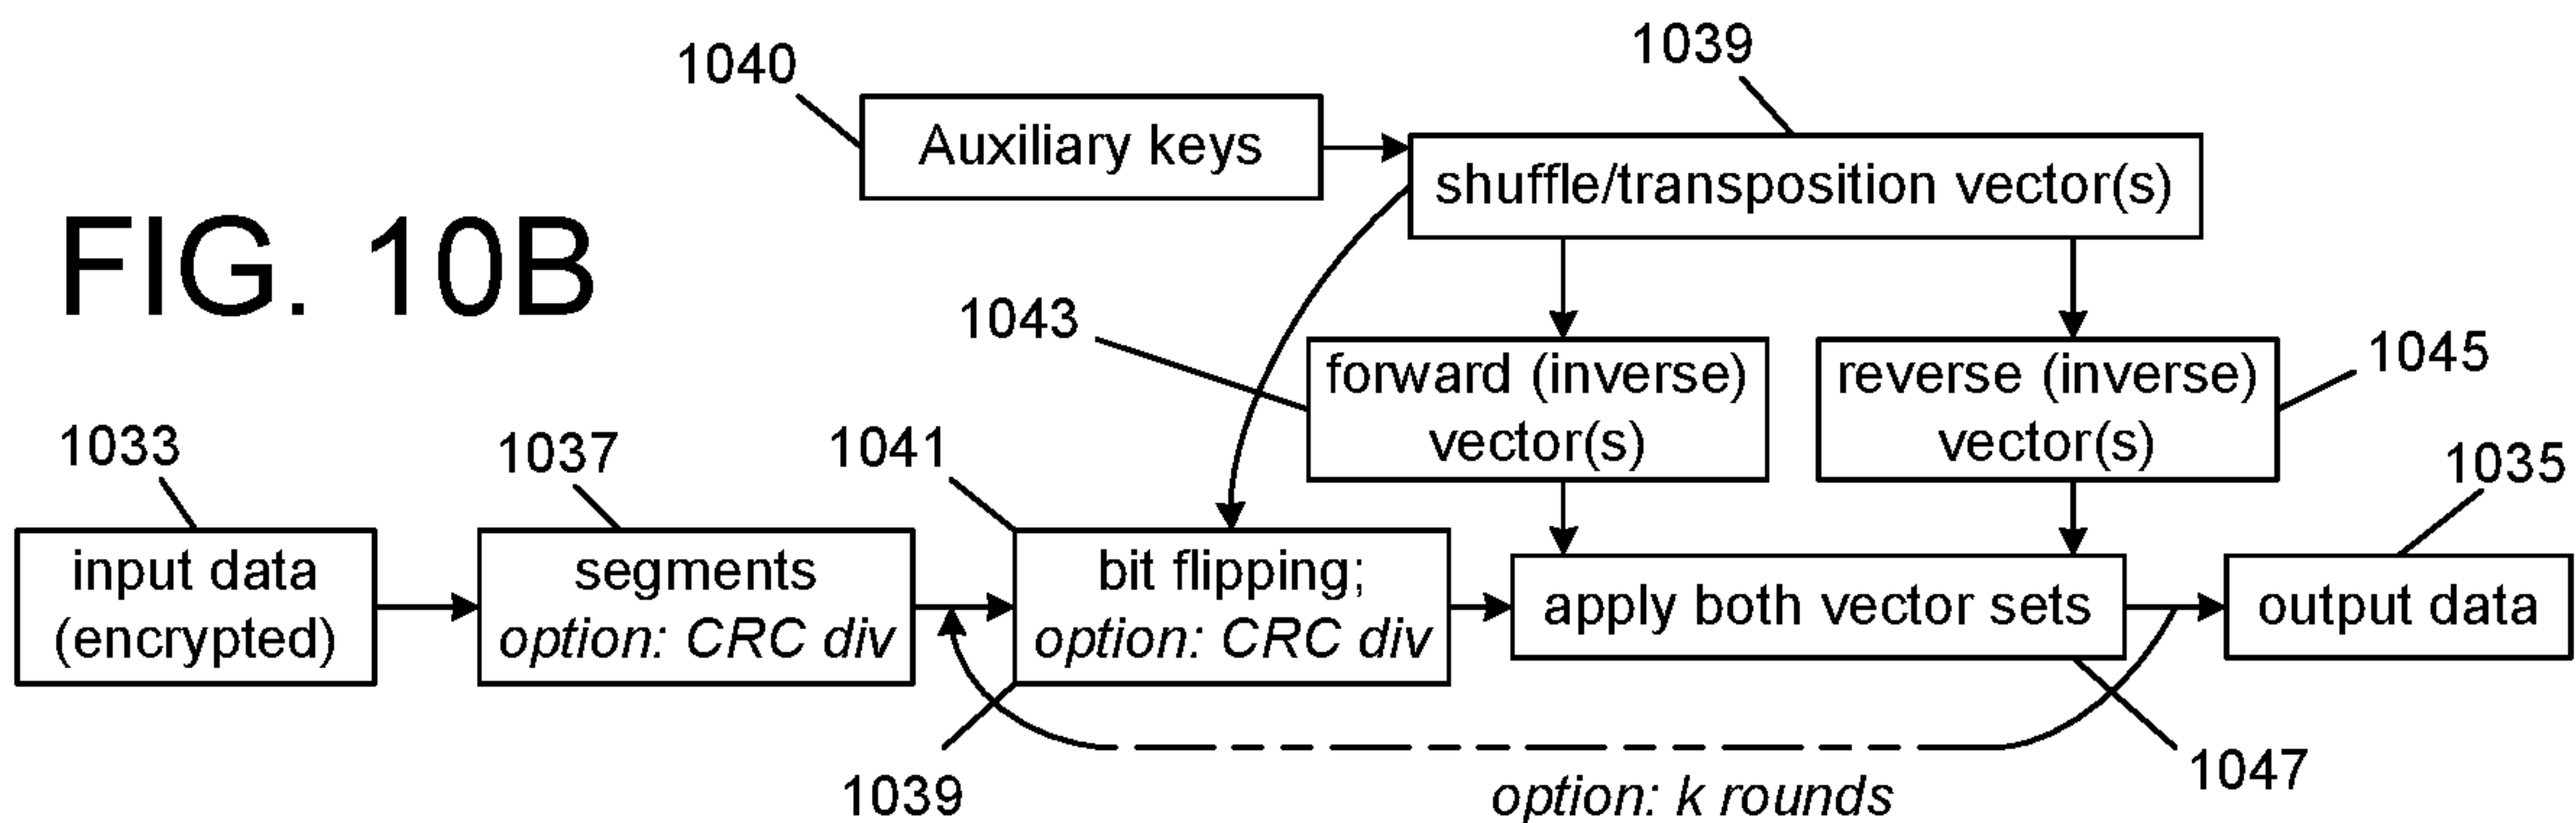 1039
1040
Auxiliary keys
shuffle/transposition vector(s)
FIG. 10B
1043
forward (inverse)
vector(s)
reverse (inverse)
vector(s)
1045
1033
1037
1041
1035
input data
(encrypted)
segments
option: CRC div
bit flipping;
option: CRC div
apply both vector sets
output data
1039
option: k rounds
1047